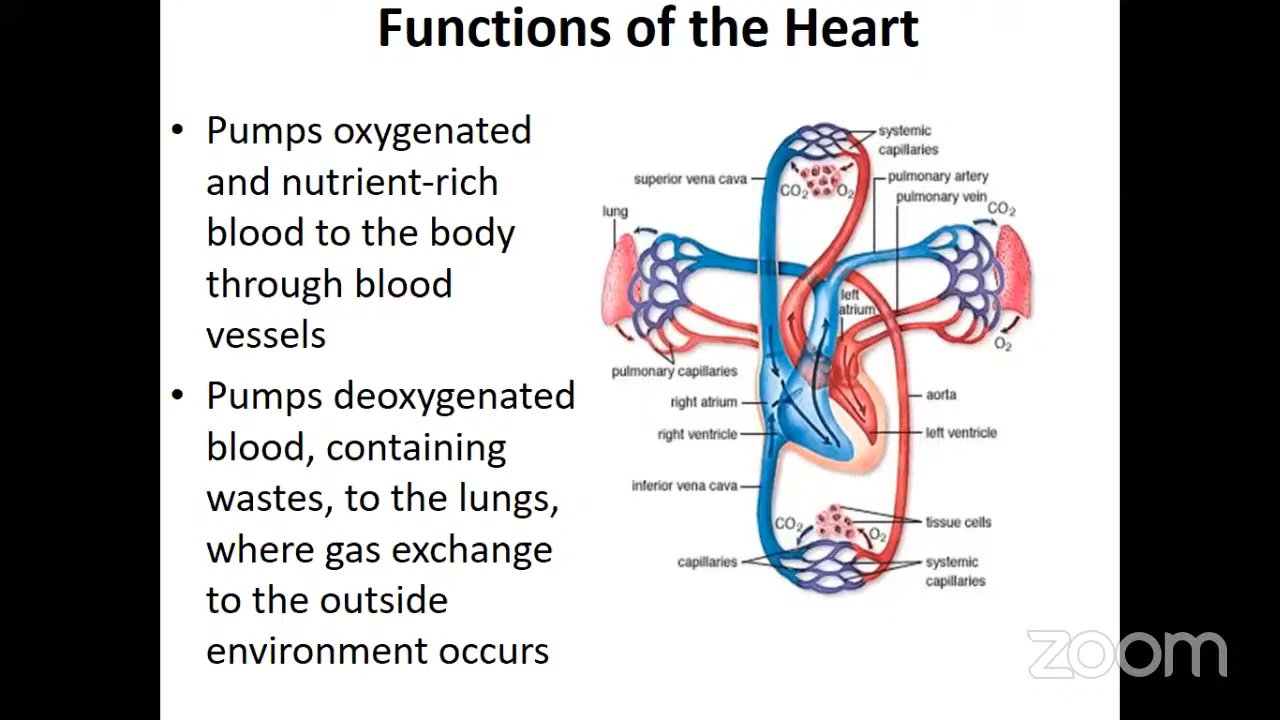 Functions of the Heart
• Pumps oxygenated
and nutrient-rich
blood to the body
through blood
vessels
• Pumps deoxygenated
blood, containing
wastes, to the lungs,
where gas exchange
to the outside
environment occurs
systemic
capillaries
superior vena cava
CO2
O2
pulmonary artery
pulmonary vein
lung
CO2
left
atrium
O2
pulmonary capillaries
right atrium
aorta
right ventricle
left ventricle
inferior vena cava
CO2
O2
tissue cells
capillaries
systemic
capillaries
zoom